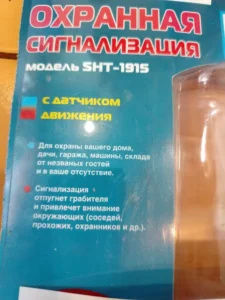 ОХРАННАЯ
СИГНАЛИЗАЦИЯ
модель SHT-1915
с датчиком
движения
Для охраны вашего дома,
дачи, гаража, машины, склада
от незваных гостей
и в ваше отсутствие.
Сигнализация
отпугнет грабителя
и привлечет внимание
окружающих (соседей,
прохожих, охранников и др.).